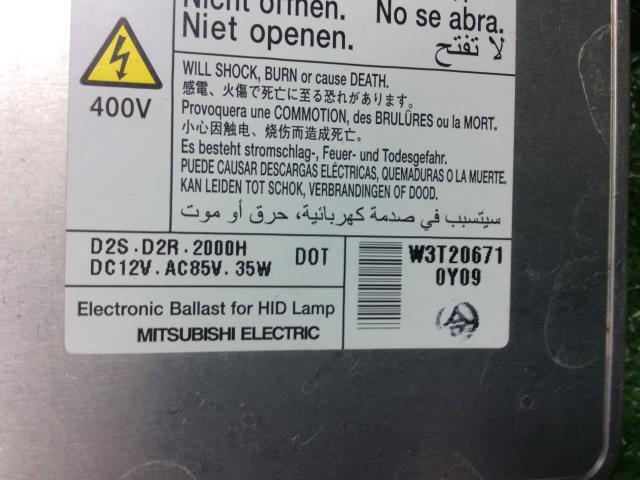 Nicht öffnen.
No se abra.
Niet openen.
لا تفتح
400V
WILL SHOCK, BURN or cause DEATH.
感電、火傷で死亡に至る恐れがあります。
Provoquera une COMMOTION, des BRULÛRES ou la MORT.
小心因触电、烧伤而造成死亡。
Es besteht stromschlag-, Feuer- und Todesgefahr.
PUEDE CAUSAR DESCARGAS ELÉCTRICAS, QUEMADURAS O LA MUERTE.
KAN LEIDEN TOT SCHOK, VERBRANDINGEN OF DOOD.
سيتسبب في صدمة كهربائية، حرق أو موت
D2S.D2R.2000H DOT
DC12V.AC85V.35W
W3T20671
0Y09
Electronic Ballast for HID Lamp
MITSUBISHI ELECTRIC